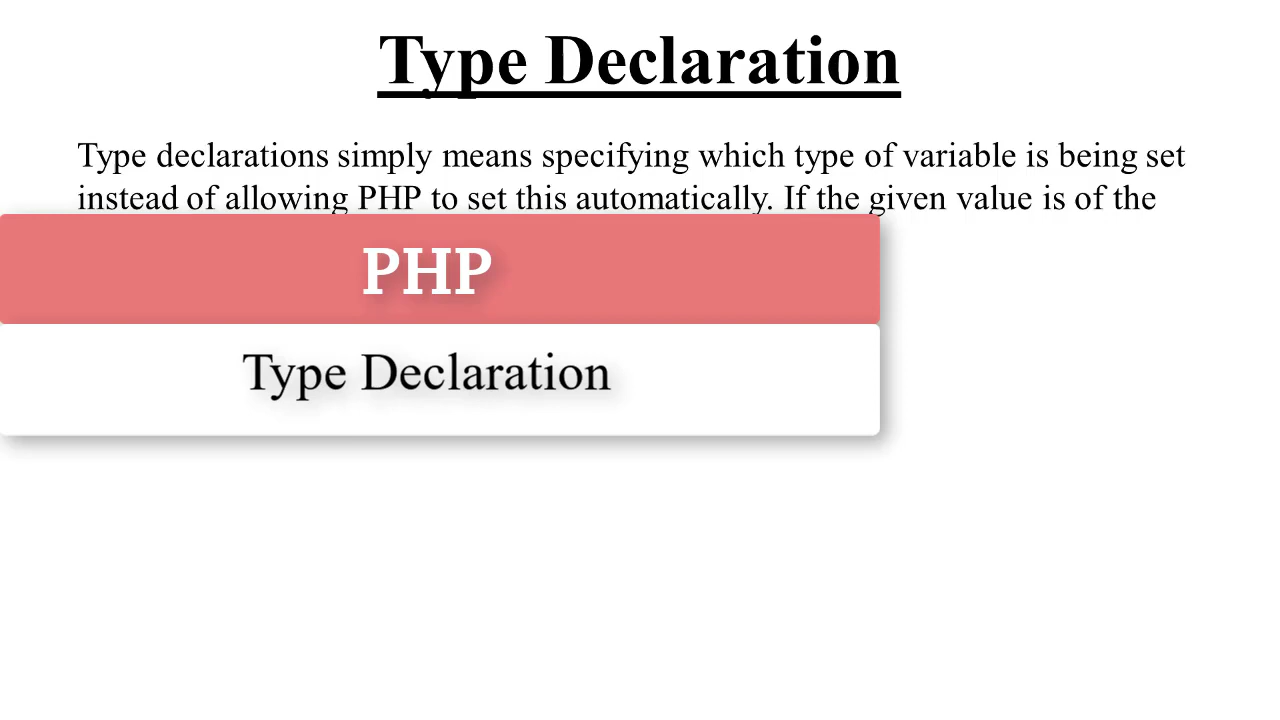 Type Declaration
Type declarations simply means specifying which type of variable is being set
instead of allowing PHP to set this automatically. If the given value is of the
PHP
Type Declaration